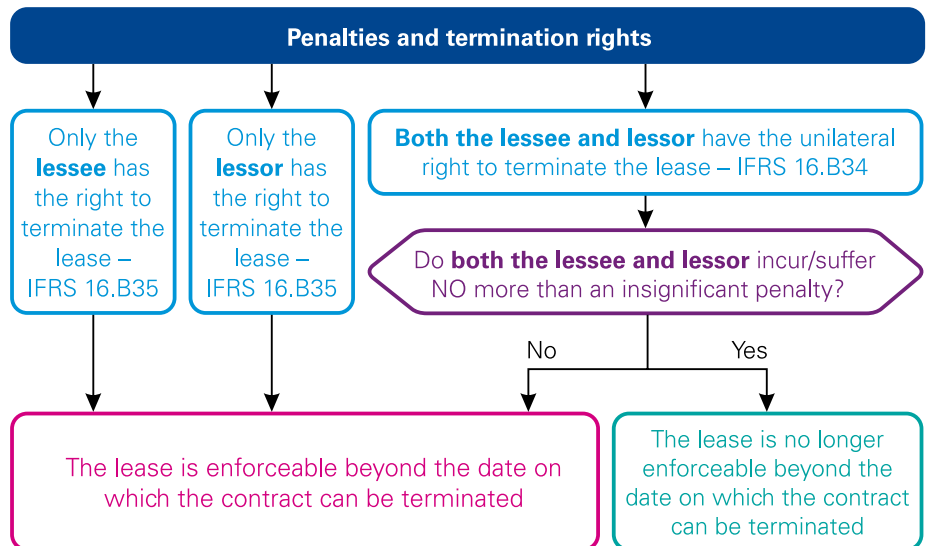 Penalties and termination rights
Only the
lessee has
the right to
terminate the
lease –
IFRS 16.B35
Only the
lessor has
the right to
terminate the
lease –
IFRS 16.B35
Both the lessee and lessor have the unilateral
right to terminate the lease – IFRS 16.B34
Do both the lessee and lessor incur/suffer
NO more than an insignificant penalty?
No
Yes
The lease is enforceable beyond the date on
which the contract can be terminated
The lease is no longer
enforceable beyond the
date on which the contract
can be terminated